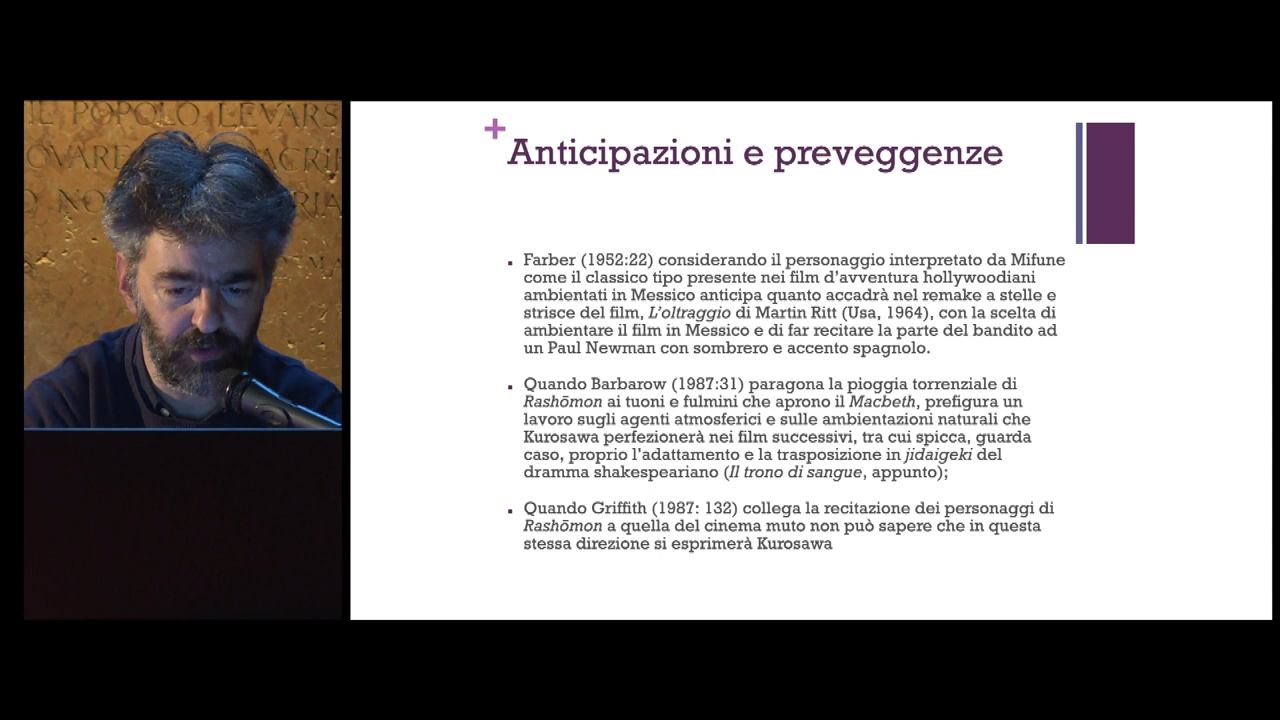 IL POPOLO LEVARS
OVARE ACRIF
NO RIA
MA
+
Anticipazioni e preveggenze
Farber (1952:22) considerando il personaggio interpretato da Mifune
come il classico tipo presente nei film d'avventura hollywoodiani
ambientati in Messico anticipa quanto accadrà nel remake a stelle e
strisce del film, L'oltraggio di Martin Ritt (Usa, 1964), con la scelta di
ambientare il film in Messico e di far recitare la parte del bandito ad
un Paul Newman con sombrero e accento spagnolo.
Quando Barbarow (1987:31) paragona la pioggia torrenziale di
Rashōmon ai tuoni e fulmini che aprono il Macbeth, prefigura un
lavoro sugli agenti atmosferici e sulle ambientazioni naturali che
Kurosawa perfezionerà nei film successivi, tra cui spicca, guarda
caso, proprio l'adattamento e la trasposizione in jidaigeki del
dramma shakespeariano (Il trono di sangue, appunto);
Quando Griffith (1987: 132) collega la recitazione dei personaggi di
Rashōmon a quella del cinema muto non può sapere che in questa
stessa direzione si esprimerà Kurosawa